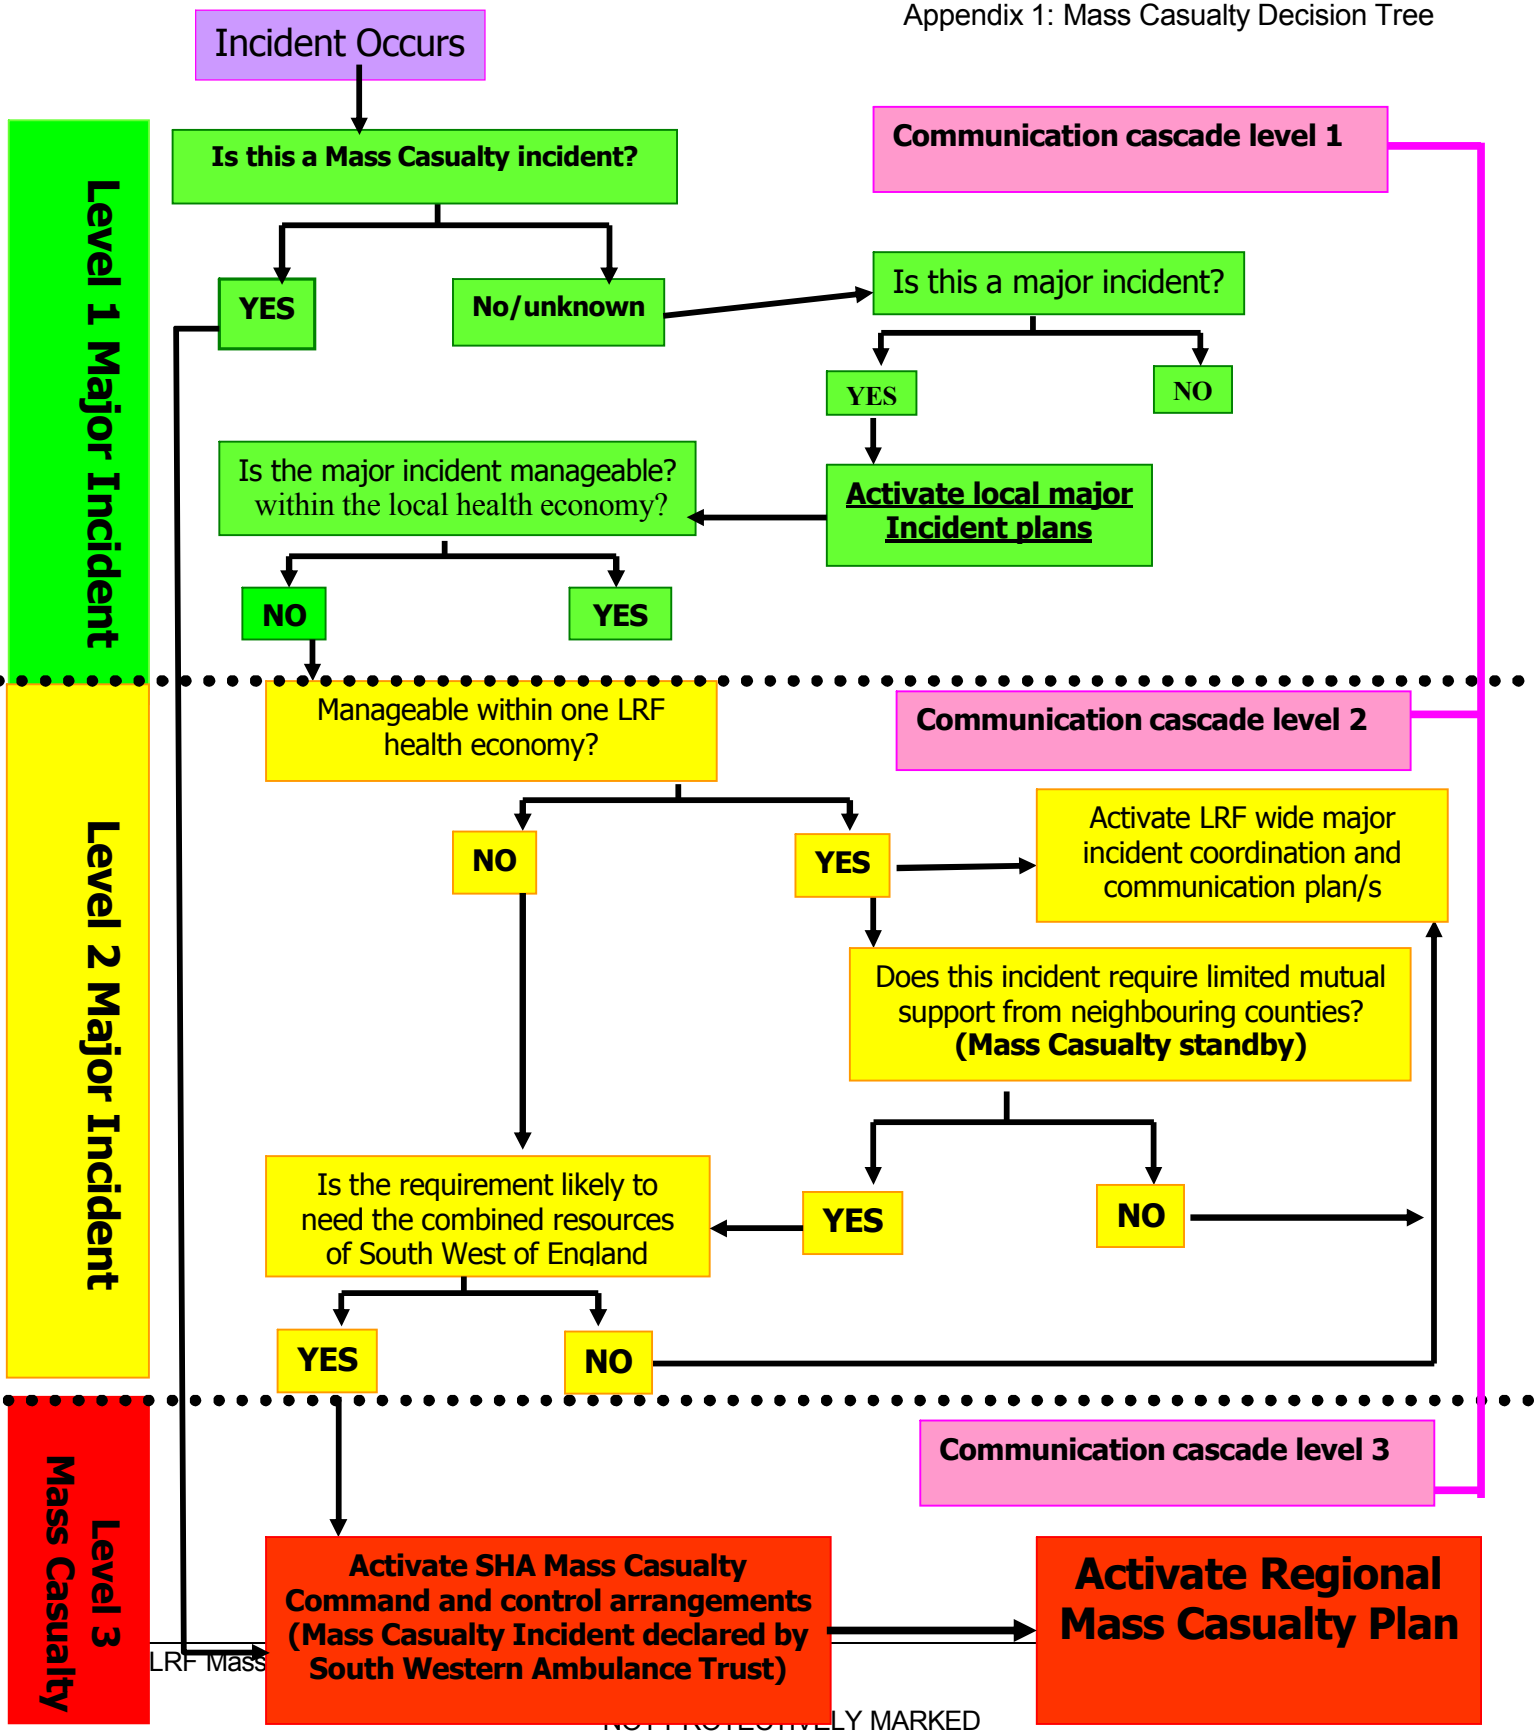 Appendix 1: Mass Casualty Decision Tree
Incident Occurs
Level 1 Major Incident
Is this a Mass Casualty incident?
Communication cascade level 1
YES
No/unknown
Is this a major incident?
YES
NO
Is the major incident manageable?
within the local health economy?
Activate local major
Incident plans
NO
YES
Level 2 Major Incident
Manageable within one LRF
health economy?
Communication cascade level 2
NO
YES
Activate LRF wide major
incident coordination and
communication plan/s
Does this incident require limited mutual
support from neighbouring counties?
(Mass Casualty standby)
Is the requirement likely to
need the combined resources
of South West of England
YES
NO
YES
NO
Level 3
Mass Casualty
Communication cascade level 3
Activate SHA Mass Casualty
Command and control arrangements
(Mass Casualty Incident declared by
South Western Ambulance Trust)
Activate Regional
Mass Casualty Plan
LRF Mass
MARKED